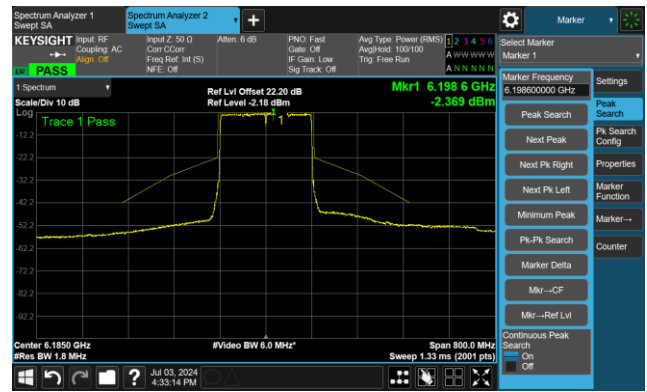 Spectrum Analyzer 1
Swept SA
Spectrum Analyzer 2
Swept SA
Marker
KEYSIGHT
Input: RF
Coupling: AC
Align: Off
Input Z: 50 Ω
Corr CCorr
Freq Ref: Int (S)
NFE: Off
Atten: 6 dB
PNO: Fast
Gate: Off
IF Gain: Low
Sig Track: Off
Avg Type: Power (RMS)
Avg|Hold: 100/100
Trig: Free Run
1 2 3 4 5 6
A W W W W W
A N N N N N
PASS
1 Spectrum
Scale/Div 10 dB
Log
Ref Lvl Offset 22.20 dB
Ref Level -2.18 dBm
Mkr1 6.198 6 GHz
-2.369 dBm
Trace 1 Pass
1
-12.2
-22.2
-32.2
-42.2
-52.2
-62.2
-72.2
-82.2
-92.2
Center 6.1850 GHz
#Res BW 1.8 MHz
#Video BW 6.0 MHz*
Span 800.0 MHz
Sweep 1.33 ms (2001 pts)
Select Marker
Marker 1
Marker Frequency
6.198600000 GHz
Peak Search
Next Peak
Next Pk Right
Next Pk Left
Minimum Peak
Pk-Pk Search
Marker Delta
Mkr→CF
Mkr→Ref Lvl
Continuous Peak
Search
On
Off
Settings
Peak
Search
Pk Search
Config
Properties
Marker
Function
Marker→
Counter
Jul 03, 2024
4:33:14 PM